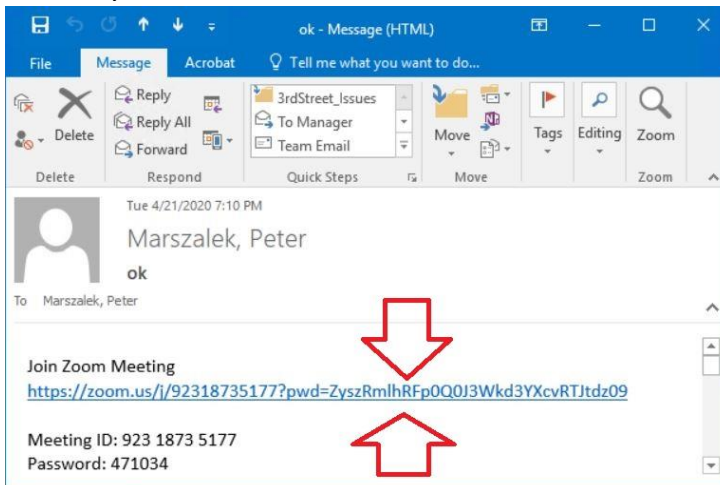 ok - Message (HTML)
File Message Acrobat Tell me what you want to do...
Delete
Reply
Reply All
Forward
3rdStreet_Issues
To Manager
Team Email
Move
Tags
Editing
Zoom
Delete Respond Quick Steps Move Zoom
Tue 4/21/2020 7:10 PM
Marszalek, Peter
ok
To Marszalek, Peter
Join Zoom Meeting
https://zoom.us/j/92318735177?pwd=ZyszRmlhRFp0Q0J3Wkd3YXcvRTJtdz09
Meeting ID: 923 1873 5177
Password: 471034